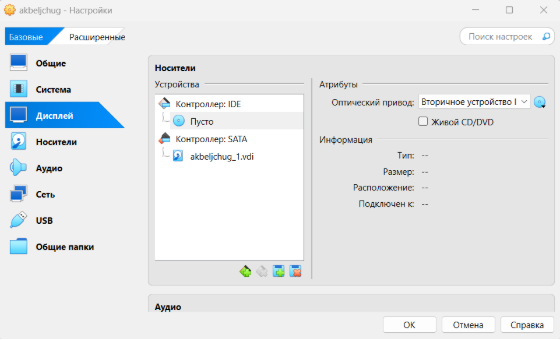 akbeljchug - Настройки
Базовые Расширенные Поиск настроек
Общие
Система
Дисплей
Носители
Аудио
Сеть
USB
Общие папки
Носители
Устройства
Контроллер: IDE
Пусто
Контроллер: SATA
akbeljchug_1.vdi
Атрибуты
Оптический привод: Вторичное устройство I
Живой CD/DVD
Информация
Тип: --
Размер: --
Расположение: --
Подключен к: --
Аудио
ОК Отмена Справка